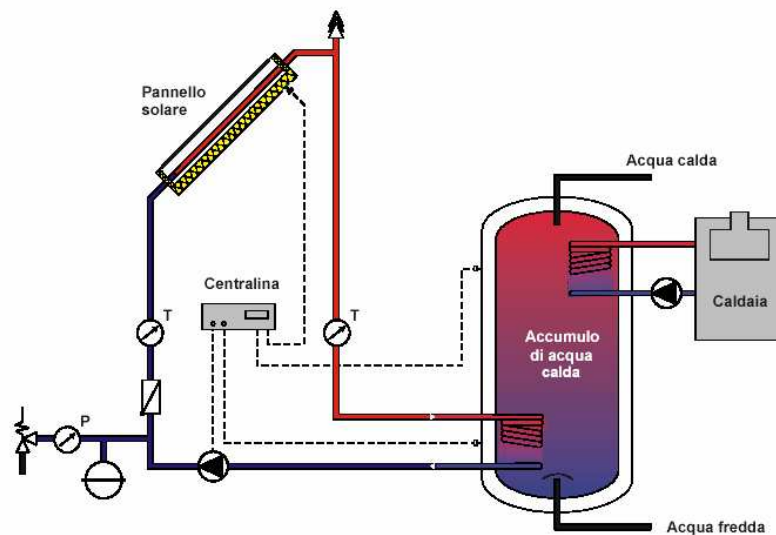 Pannello
solare
Acqua calda
Centralina
T
T
Caldaia
Accumulo
di acqua
calda
P
Acqua fredda